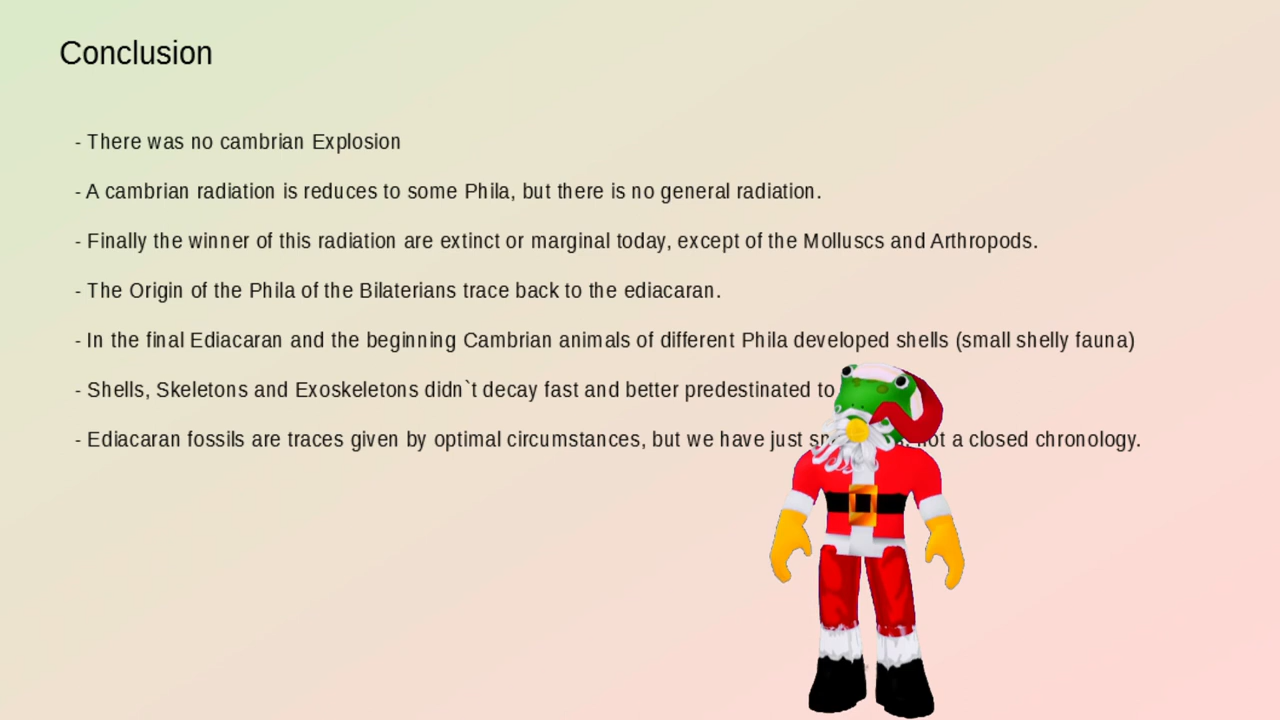 Conclusion
- There was no cambrian Explosion
- A cambrian radiation is reduces to some Phila, but there is no general radiation.
- Finally the winner of this radiation are extinct or marginal today, except of the Molluscs and Arthropods.
- The Origin of the Phila of the Bilaterians trace back to the ediacaran.
- In the final Ediacaran and the beginning Cambrian animals of different Phila developed shells (small shelly fauna)
- Shells, Skeletons and Exoskeletons didn`t decay fast and better predestinated to
- Ediacaran fossils are traces given by optimal circumstances, but we have just not a closed chronology.